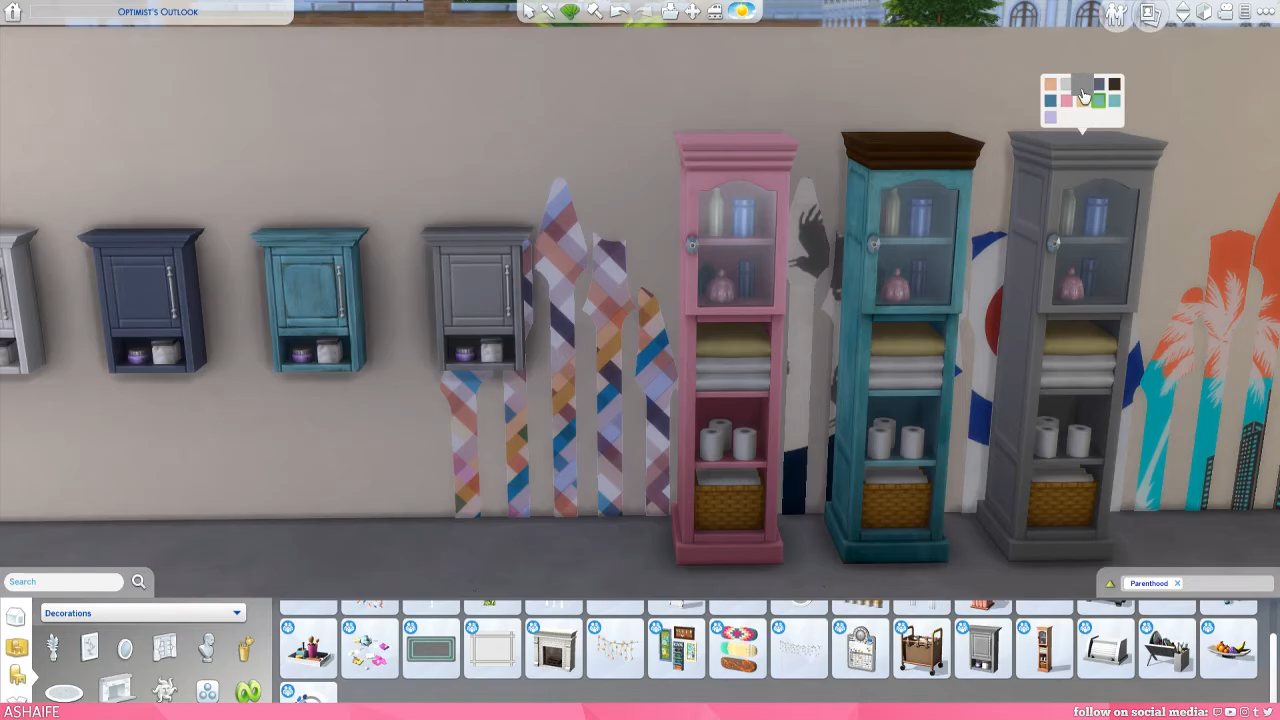 Optimist's Outlook
Search
Parenthood
Decorations
ASHAIFE
follow on social media: